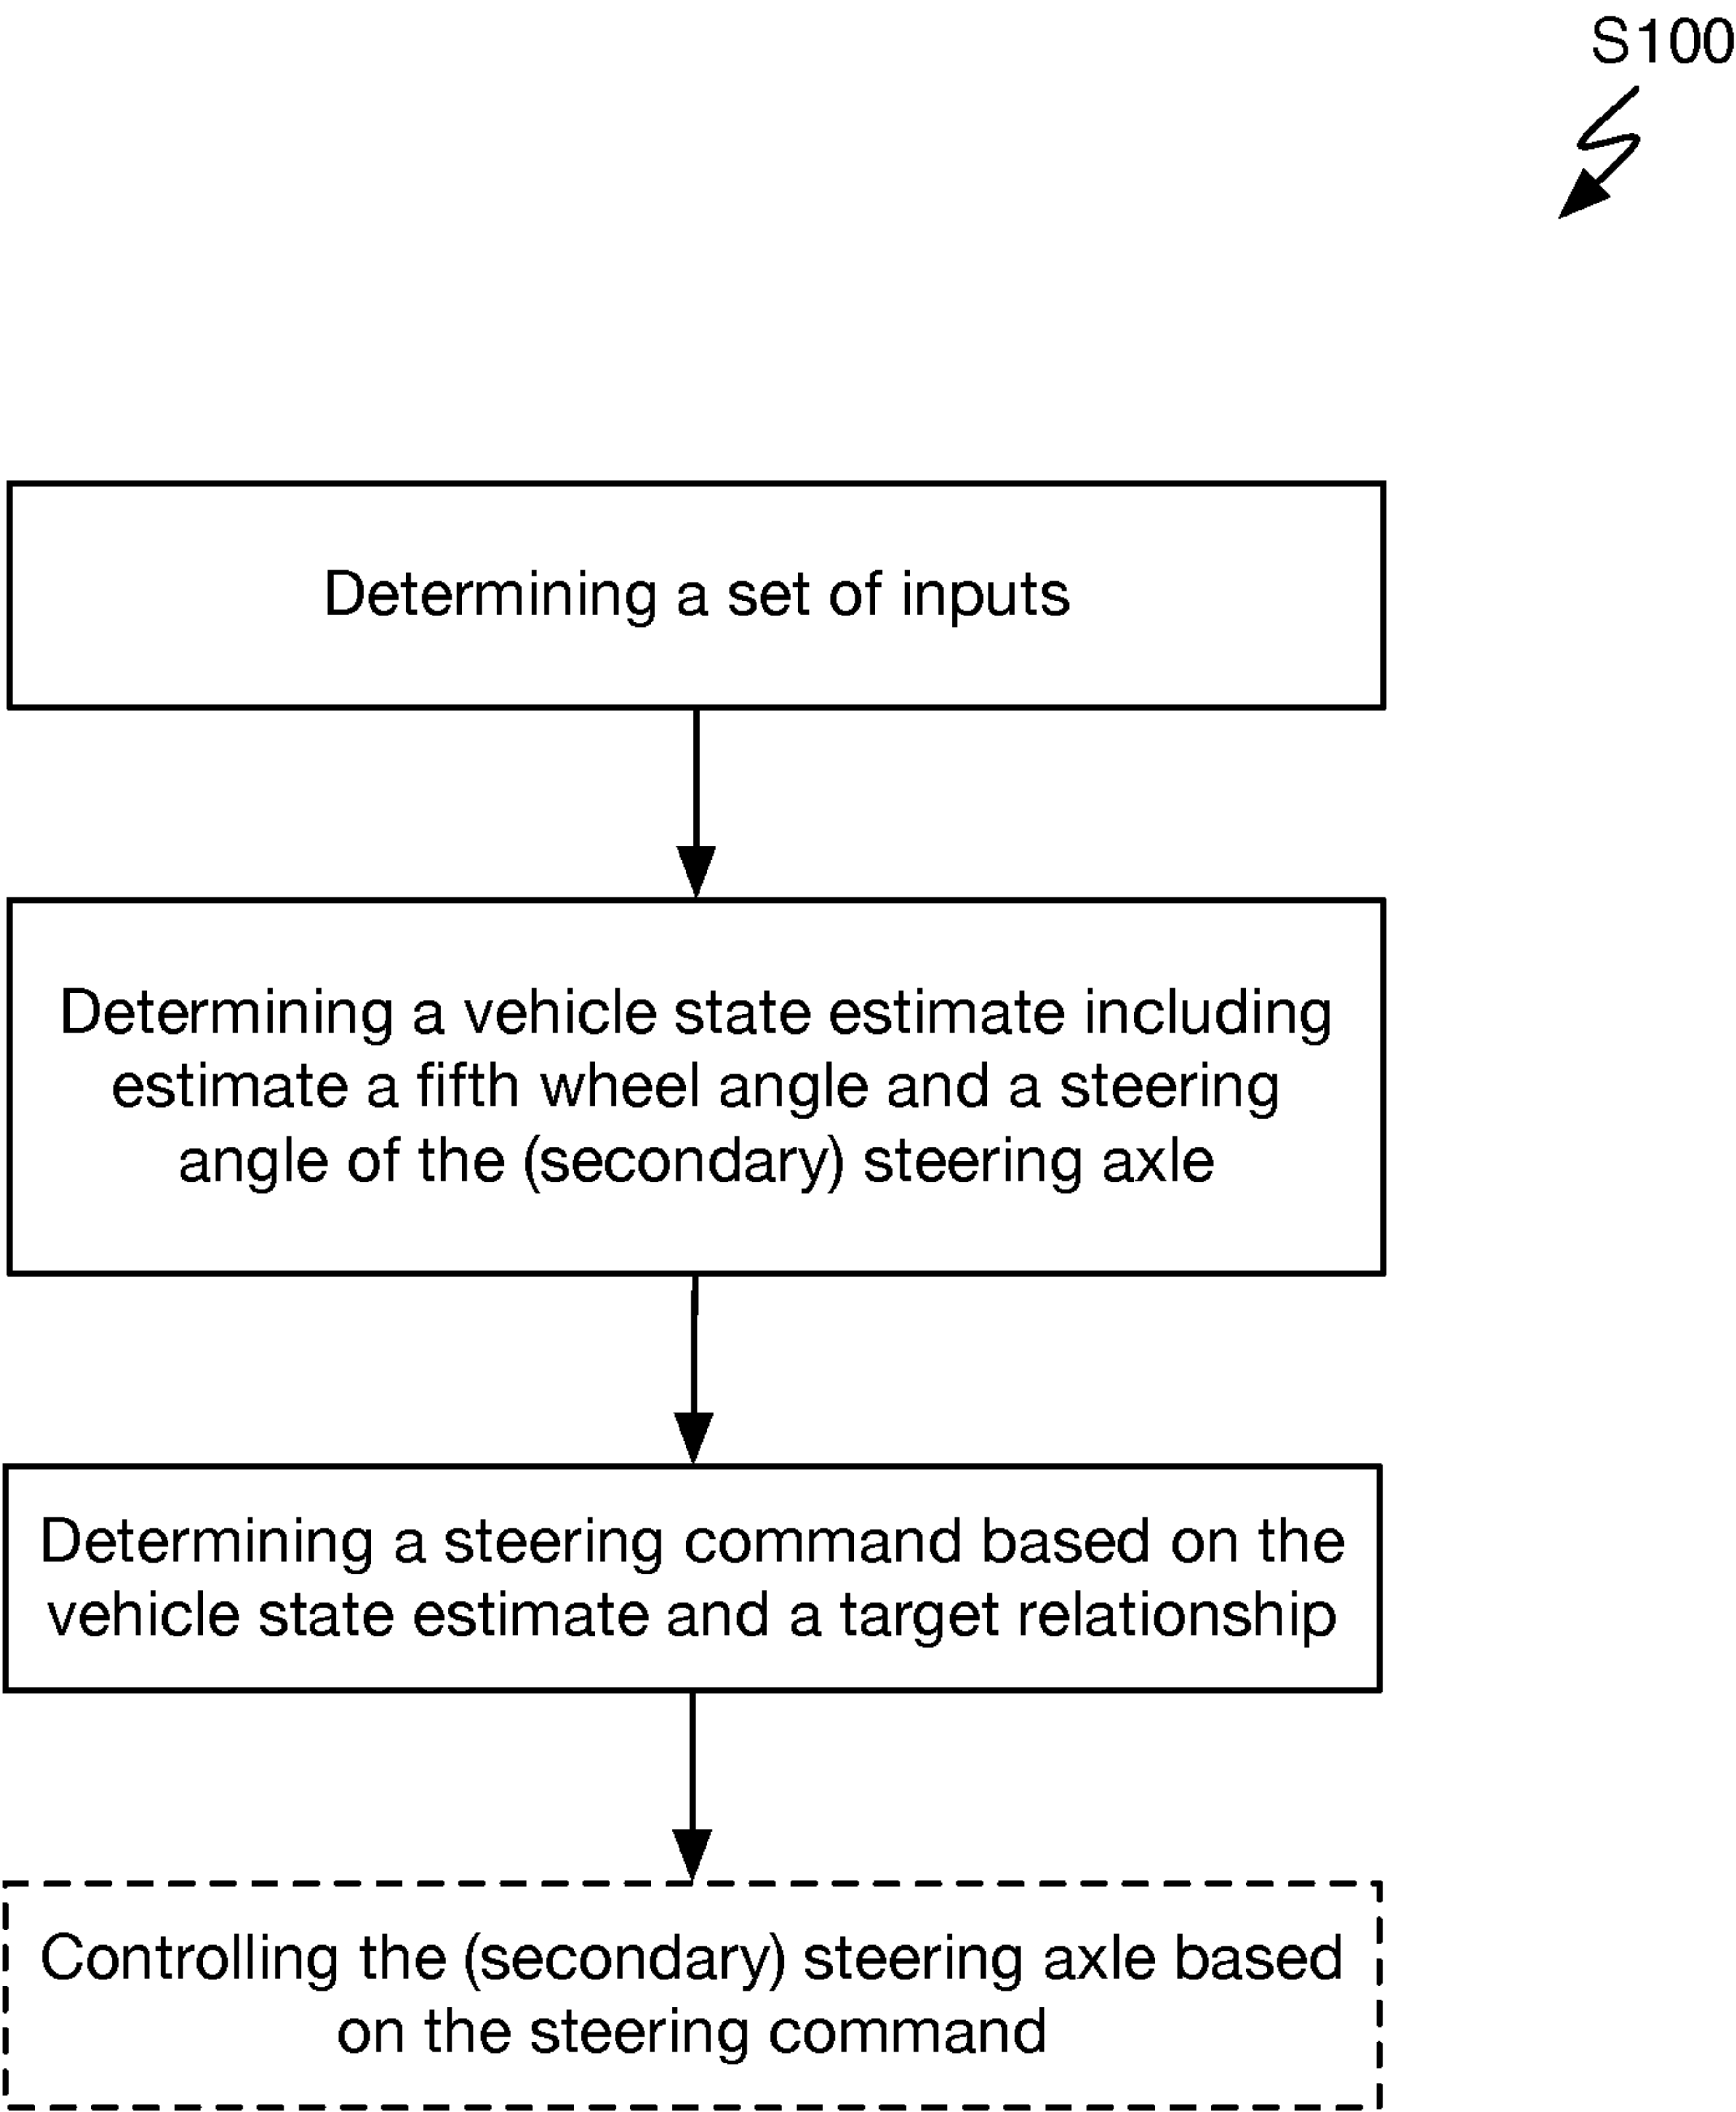 S100
Determining a set of inputs
Determining a vehicle state estimate including
estimate a fifth wheel angle and a steering
angle of the (secondary) steering axle
Determining a steering command based on the
vehicle state estimate and a target relationship
Controlling the (secondary) steering axle based
on the steering command